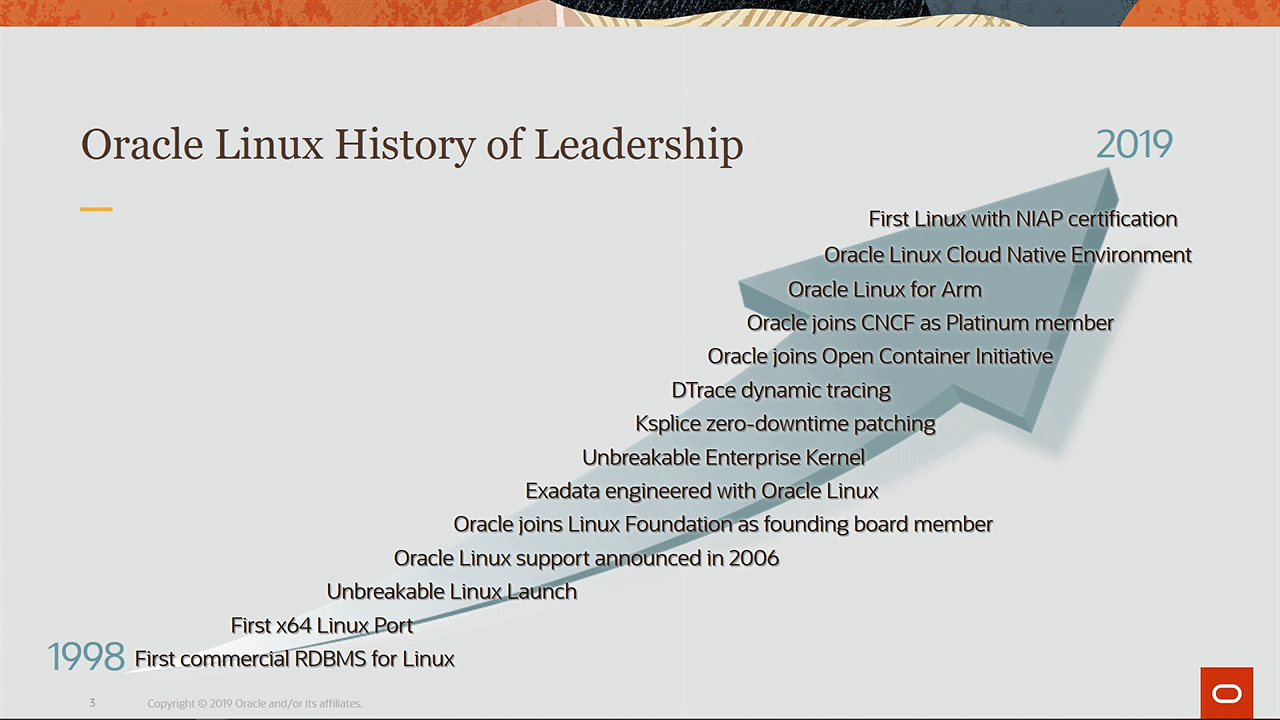 Oracle Linux History of Leadership
2019
First Linux with NIAP certification
Oracle Linux Cloud Native Environment
Oracle Linux for Arm
Oracle joins CNCF as Platinum member
Oracle joins Open Container Initiative
DTrace dynamic tracing
Ksplice zero-downtime patching
Unbreakable Enterprise Kernel
Exadata engineered with Oracle Linux
Oracle joins Linux Foundation as founding board member
Oracle Linux support announced in 2006
Unbreakable Linux Launch
First x64 Linux Port
1998 First commercial RDBMS for Linux
3 Copyright © 2019 Oracle and/or its affiliates.